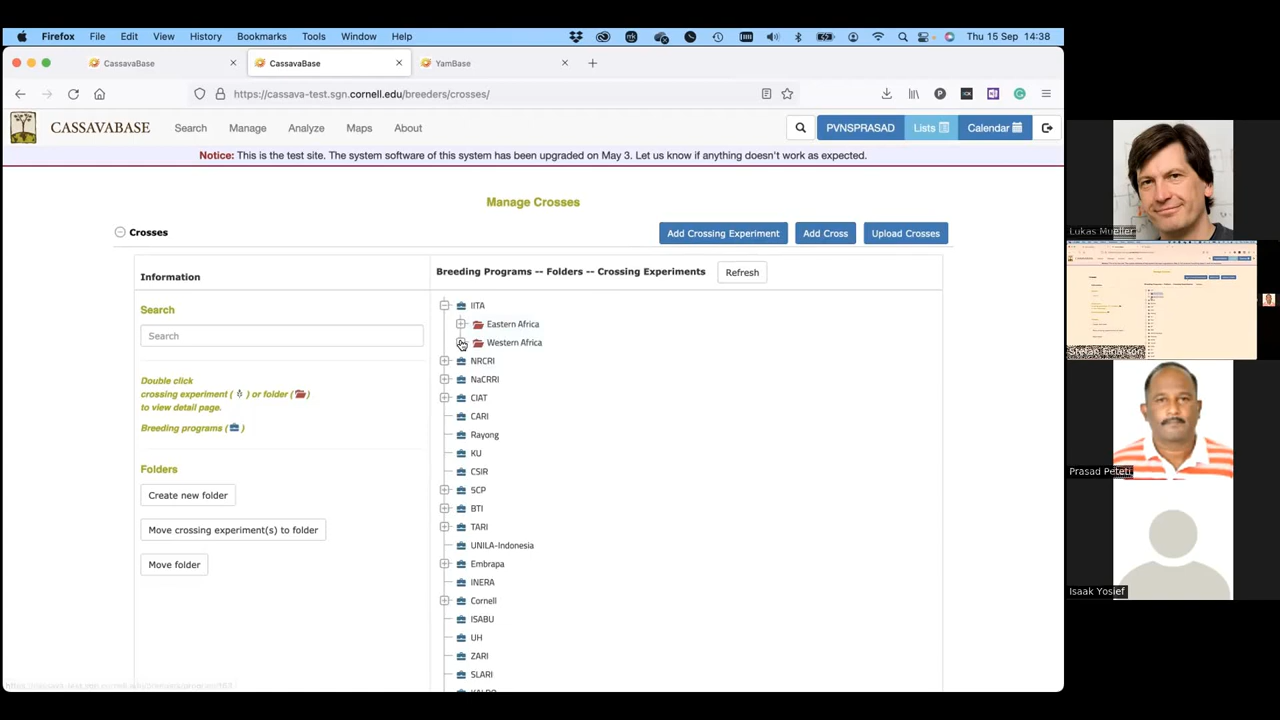 Firefox File Edit View History Bookmarks Tools Window Help Thu 15 Sep 14:38
CassavaBase CassavaBase YamBase
https://cassava-test.sgn.cornell.edu/breeders/crosses/
CASSAVABASE Search Manage Analyze Maps About PVNSPRASAD Lists Calendar
Notice: This is the test site. The system software of this system has been upgraded on May 3. Let us know if anything doesn't work as expected.
Manage Crosses
Crosses Add Crossing Experiment Add Cross Upload Crosses
Information
Search
Search
Double click
crossing experiment ( ) or folder ( )
to view detail page.
Breeding programs ( )
Folders
Create new folder
Move crossing experiment(s) to folder
Move folder
Breeding Programs -- Folders -- Crossing Experiments Refresh
IITA
Eastern Africa
Western Africa
NRCRI
NaCRRI
CIAT
CARI
Rayong
KU
CSIR
SCP
BTI
TARI
UNILA-Indonesia
Embrapa
INERA
Cornell
ISABU
UH
ZARI
SLARI
Lukas Mueller
Stefan Einarson
Prasad Peteti
Isaak Yosief